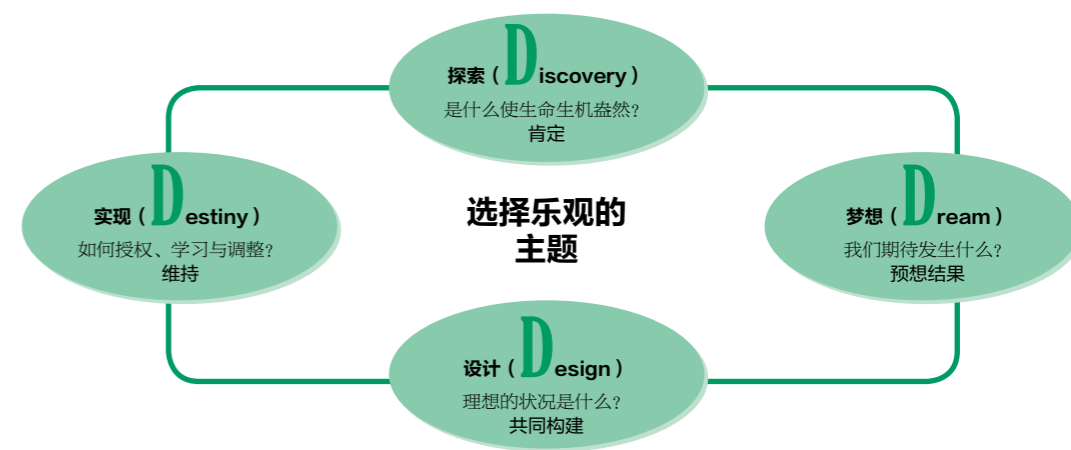 探索（Discovery）
是什么使生命生机盎然？
肯定
实现（Destiny）
如何授权、学习与调整？
维持
选择乐观的
主题
梦想（Dream）
我们期待发生什么？
预想结果
设计（Design）
理想的状况是什么？
共同构建